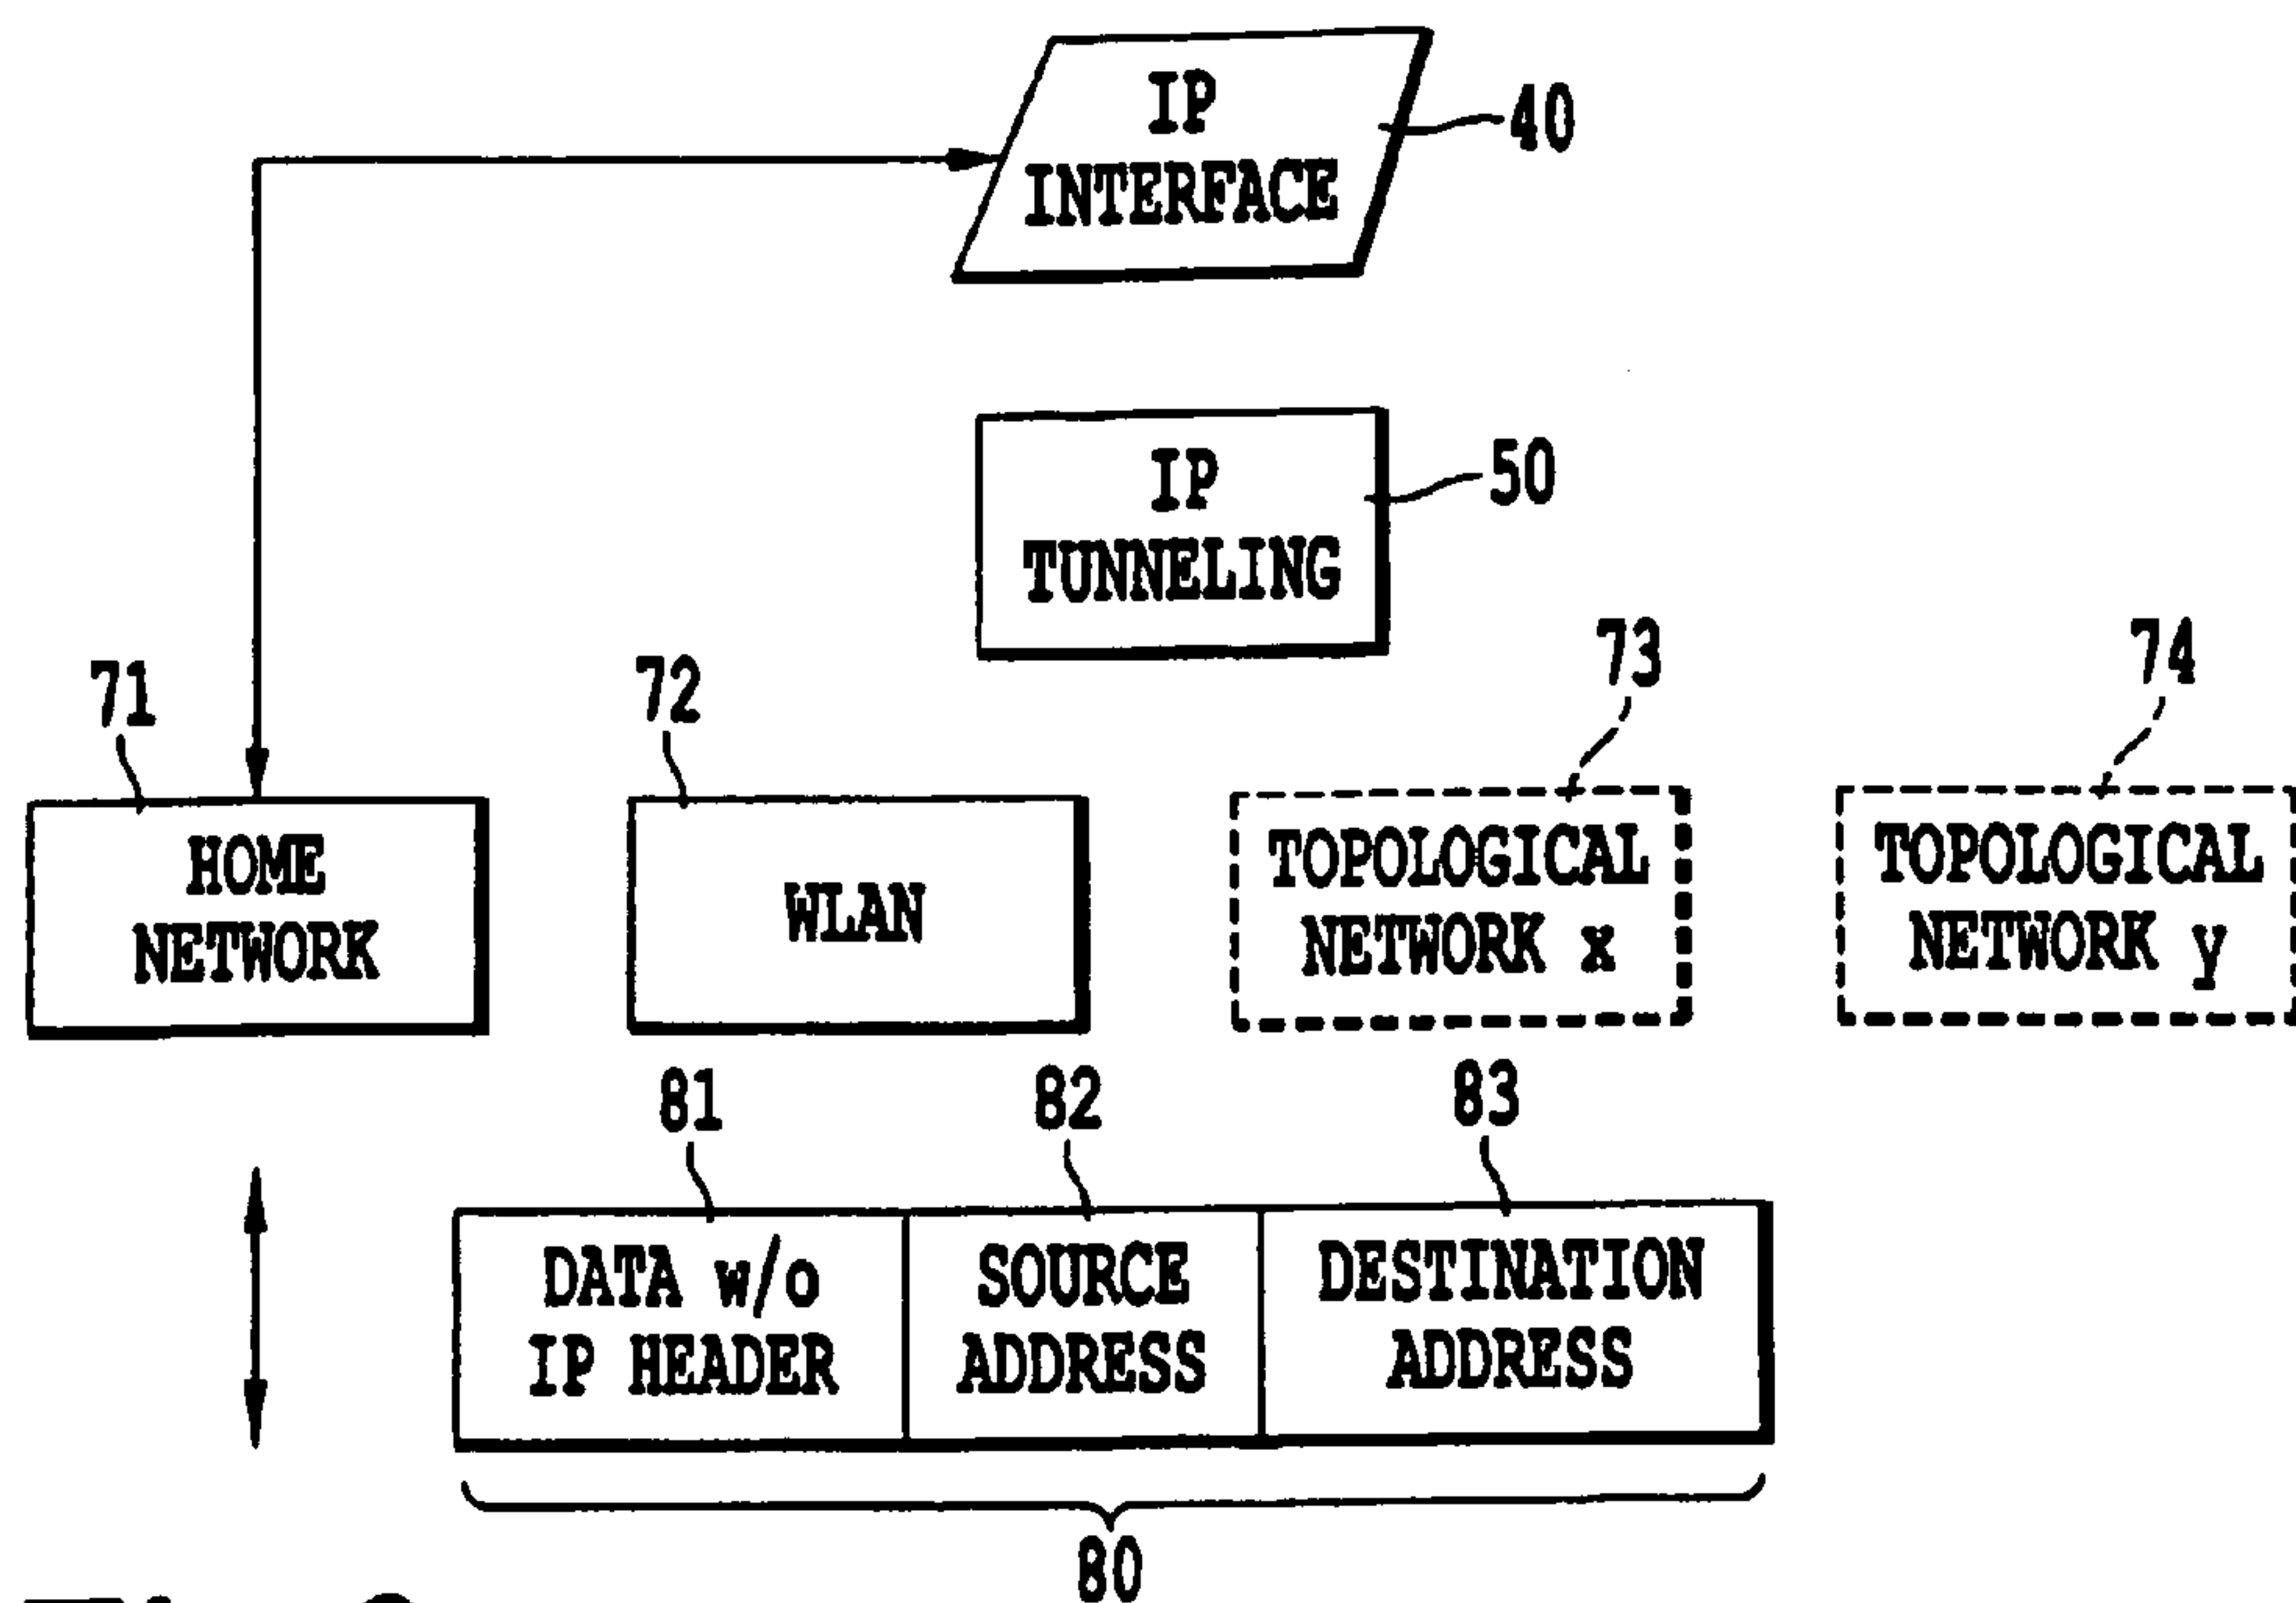 IP
INTERFACE
40
IP
TUNNELING
50
71
72
73
74
HOME
NETWORK
WLAN
TOPOLOGICAL
NETWORK x
TOPOLOGICAL
NETWORK y
81
82
83
DATA w/o
IP HEADER
SOURCE
ADDRESS
DESTINATION
ADDRESS
80